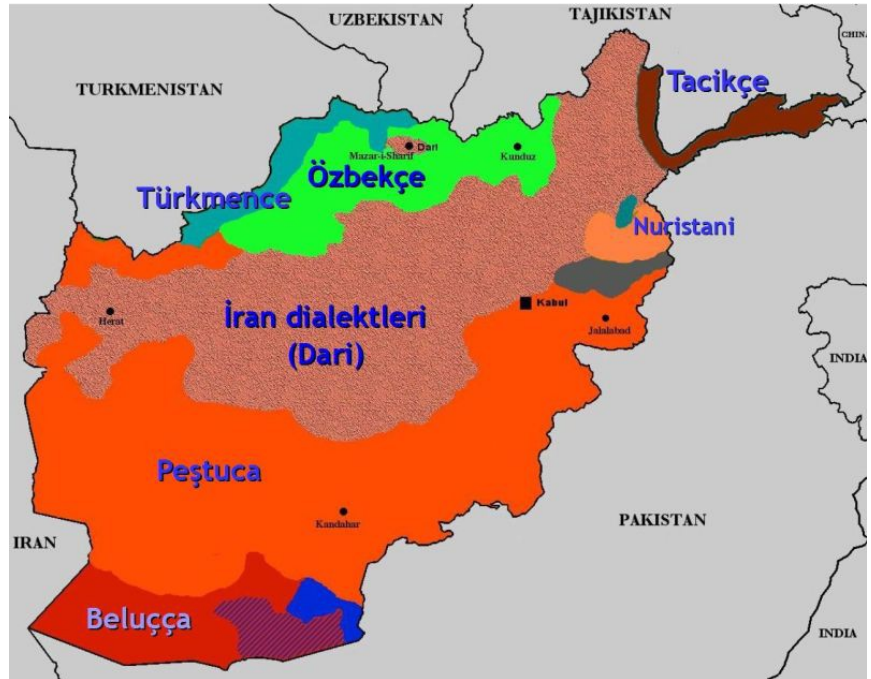 UZBEKISTAN
TAJIKISTAN
CHINA
TURKMENISTAN
Tacikçe
Mazar-i-Sharif
Dari
Kunduz
Özbekçe
Türkmence
Nuristani
Herat
İran dialektleri
(Dari)
Kabul
Jalalabad
INDIA
Peştuca
Kandahar
PAKISTAN
IRAN
Beluçça
INDIA